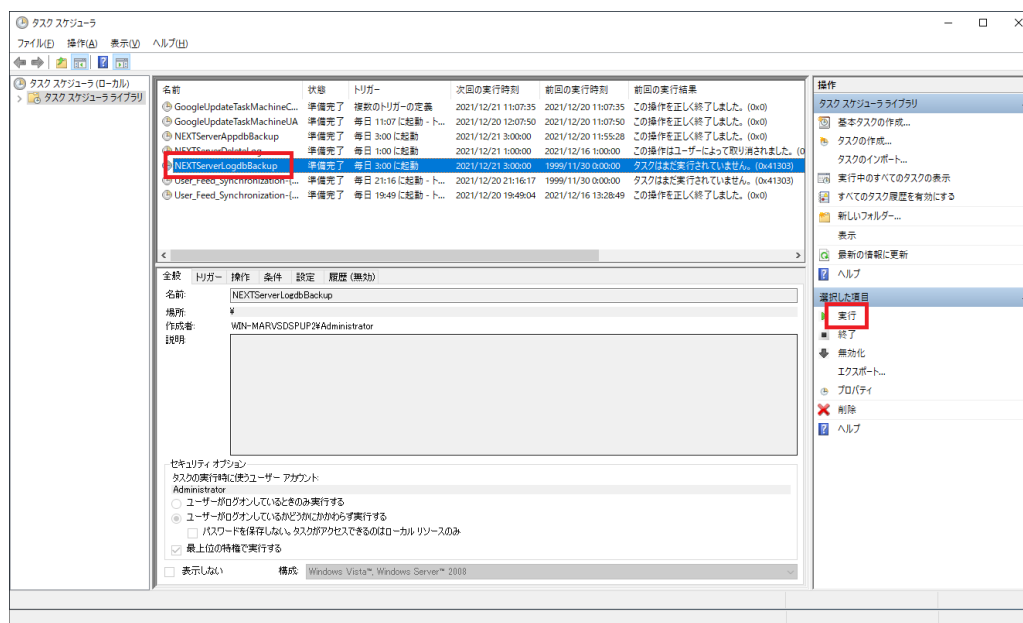 タスク スケジューラ
ファイル(F) 操作(A) 表示(V) ヘルプ(H)
タスク スケジューラ (ローカル)
タスク スケジューラ ライブラリ
名前 状態 トリガー 次回の実行時刻 前回の実行時刻 前回の実行結果
GoogleUpdateTaskMachineC... 準備完了 複数のトリガーの定義 2021/12/21 11:07:35 2021/12/20 11:07:35 この操作を正しく終了しました。(0x0)
GoogleUpdateTaskMachineUA 準備完了 毎日 11:07 に起動 - ト... 2021/12/20 12:07:50 2021/12/20 11:07:50 この操作を正しく終了しました。(0x0)
NEXTServerAppdbBackup 準備完了 毎日 3:00 に起動 2021/12/21 3:00:00 2021/12/20 11:55:28 この操作を正しく終了しました。(0x0)
NEXTServerDeleteLog 準備完了 毎日 1:00 に起動 2021/12/21 1:00:00 2021/12/16 1:00:00 この操作はユーザーによって取り消されました。(0
NEXTServerLogdbBackup 準備完了 毎日 3:00 に起動 2021/12/21 3:00:00 1999/11/30 0:00:00 タスクはまだ実行されていません。(0x41303)
User_Feed_Synchronization-{... 準備完了 毎日 21:16 に起動 - ト... 2021/12/20 21:16:17 1999/11/30 0:00:00 タスクはまだ実行されていません。(0x41303)
User_Feed_Synchronization-{... 準備完了 毎日 19:49 に起動 - ト... 2021/12/20 19:49:04 2021/12/16 13:28:49 この操作を正しく終了しました。(0x0)
全般 トリガー 操作 条件 設定 履歴 (無効)
名前: NEXTServerLogdbBackup
場所: ¥
作成者: WIN-MARVSDSPUP2¥Administrator
説明:
セキュリティ オプション
タスクの実行時に使うユーザー アカウント:
Administrator
ユーザーがログオンしているときのみ実行する
ユーザーがログオンしているかどうかにかかわらず実行する
パスワードを保存しない。タスクがアクセスできるのはローカル リソースのみ
最上位の特権で実行する
表示しない 構成: Windows Vista™, Windows Server™ 2008
操作
タスク スケジューラ ライブラリ
基本タスクの作成...
タスクの作成...
タスクのインポート...
実行中のすべてのタスクの表示
すべてのタスク履歴を有効にする
新しいフォルダー...
表示
最新の情報に更新
ヘルプ
選択した項目
実行
終了
無効化
エクスポート...
プロパティ
削除
ヘルプ